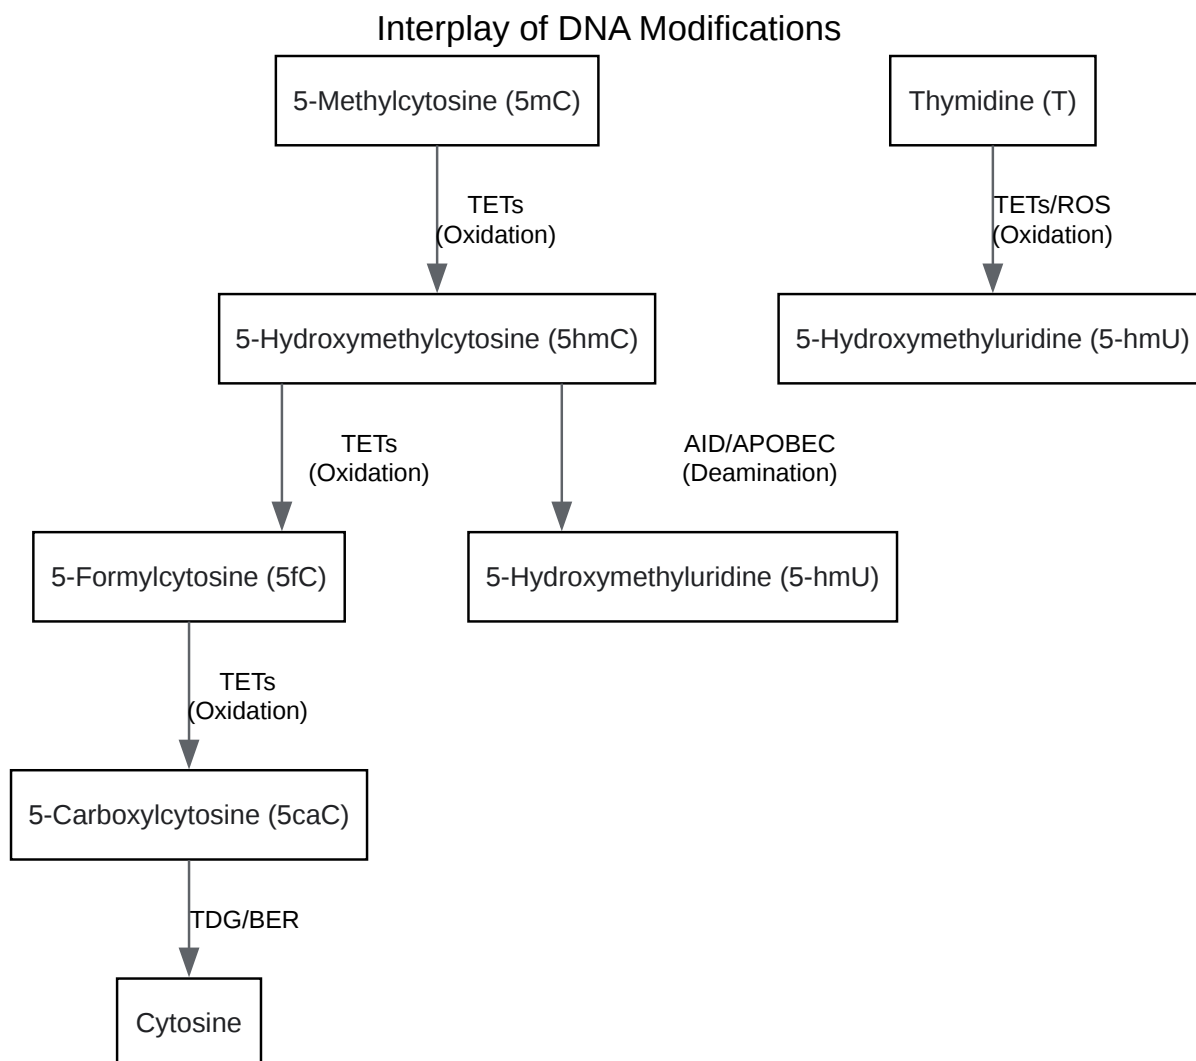 Interplay of DNA Modifications
5-Methylcytosine (5mC)
Thymidine (T)
TETs
(Oxidation)
TETs/ROS
(Oxidation)
5-Hydroxymethylcytosine (5hmC)
5-Hydroxymethyluridine (5-hmU)
TETs
(Oxidation)
AID/APOBEC
(Deamination)
5-Formylcytosine (5fC)
5-Hydroxymethyluridine (5-hmU)
TETs
(Oxidation)
5-Carboxylcytosine (5caC)
TDG/BER
Cytosine